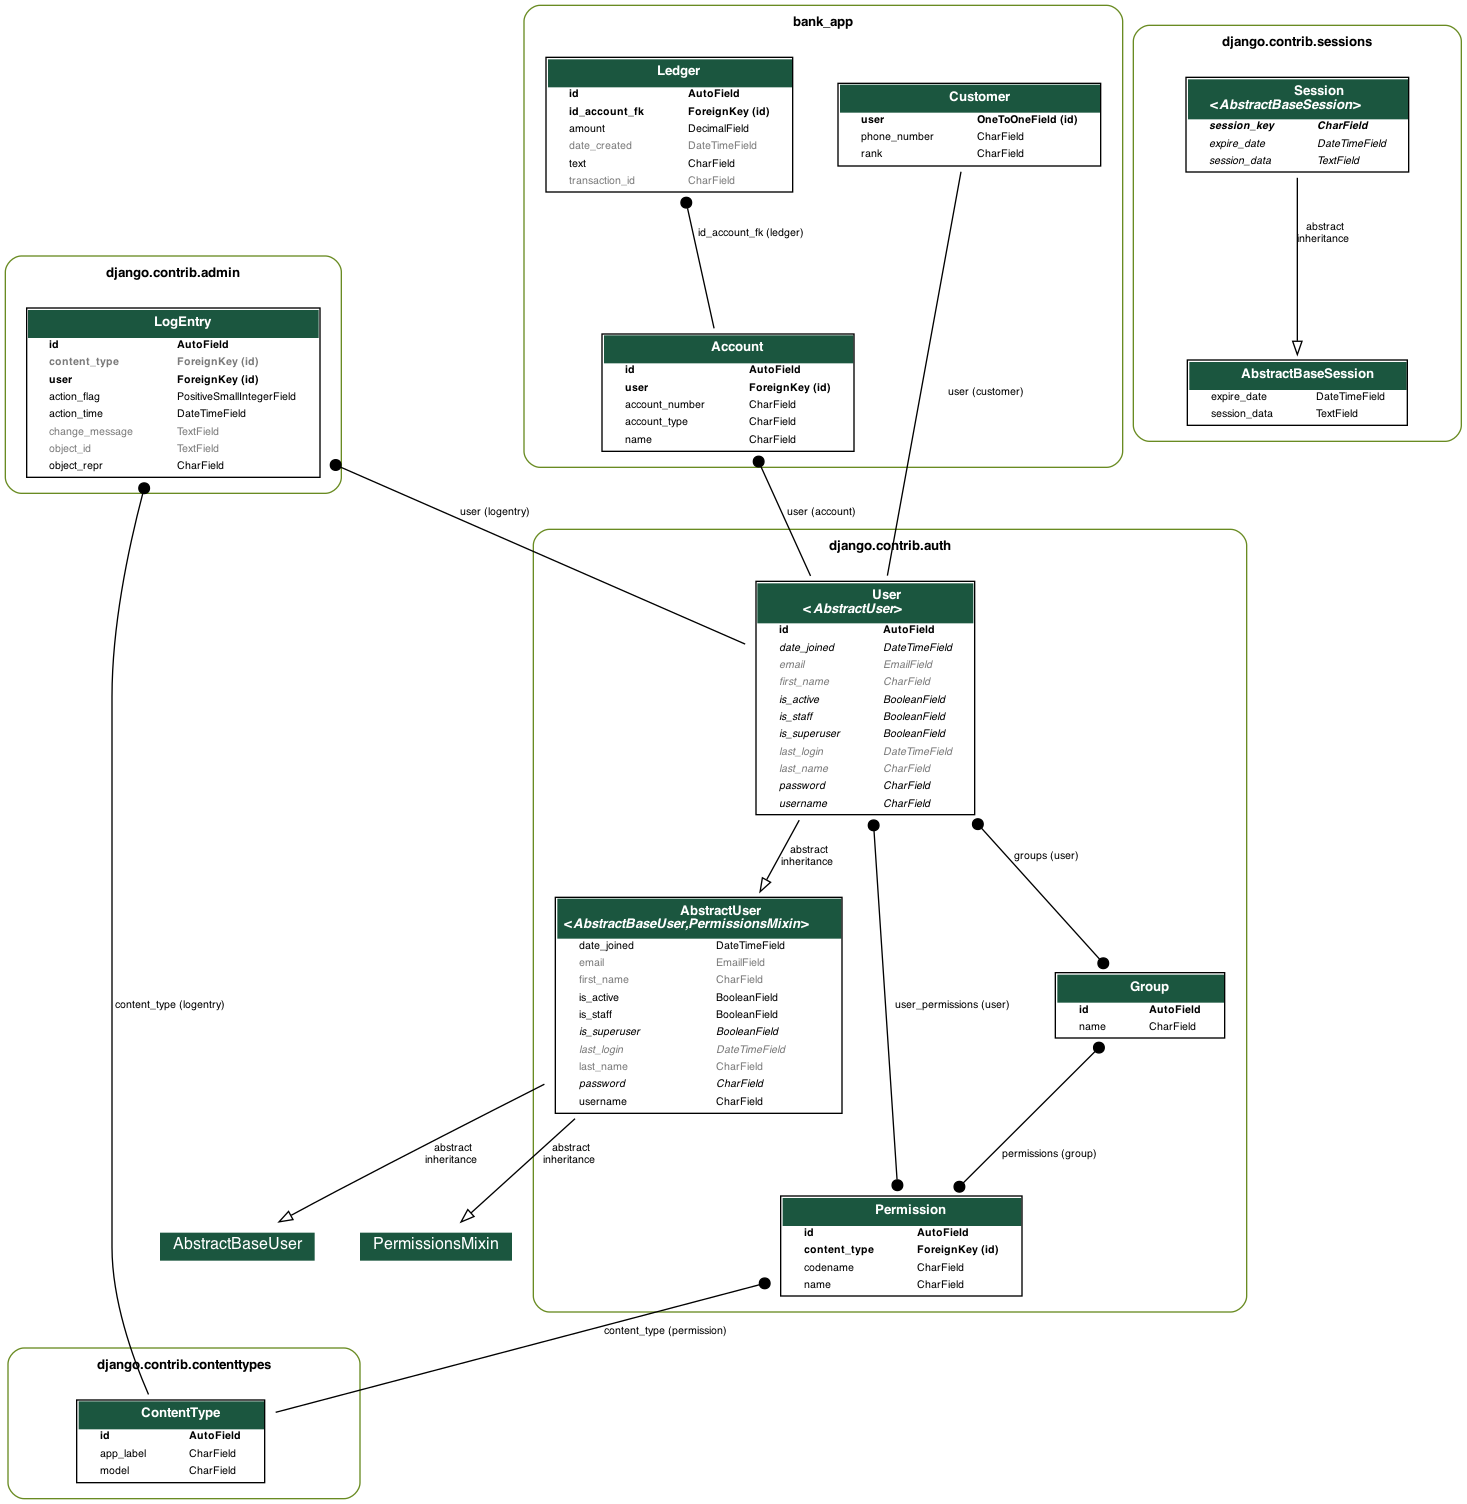 bank_app
Ledger
id AutoField
id_account_fk ForeignKey (id)
amount DecimalField
date_created DateTimeField
text CharField
transaction_id CharField
Customer
user OneToOneField (id)
phone_number CharField
rank CharField
id_account_fk (ledger)
Account
id AutoField
user ForeignKey (id)
account_number CharField
account_type CharField
name CharField
user (customer)
user (account)
django.contrib.sessions
Session
<AbstractBaseSession>
session_key CharField
expire_date DateTimeField
session_data TextField
abstract
inheritance
AbstractBaseSession
expire_date DateTimeField
session_data TextField
django.contrib.admin
LogEntry
id AutoField
content_type ForeignKey (id)
user ForeignKey (id)
action_flag PositiveSmallIntegerField
action_time DateTimeField
change_message TextField
object_id TextField
object_repr CharField
user (logentry)
content_type (logentry)
django.contrib.auth
User
<AbstractUser>
id AutoField
date_joined DateTimeField
email EmailField
first_name CharField
is_active BooleanField
is_staff BooleanField
is_superuser BooleanField
last_login DateTimeField
last_name CharField
password CharField
username CharField
abstract
inheritance
groups (user)
user_permissions (user)
AbstractUser
<AbstractBaseUser,PermissionsMixin>
date_joined DateTimeField
email EmailField
first_name CharField
is_active BooleanField
is_staff BooleanField
is_superuser BooleanField
last_login DateTimeField
last_name CharField
password CharField
username CharField
Group
id AutoField
name CharField
permissions (group)
abstract
inheritance
abstract
inheritance
AbstractBaseUser
PermissionsMixin
Permission
id AutoField
content_type ForeignKey (id)
codename CharField
name CharField
content_type (permission)
django.contrib.contenttypes
ContentType
id AutoField
app_label CharField
model CharField